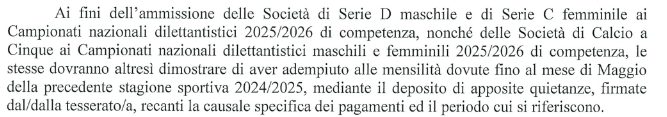 Ai fini dell'ammissione delle Società di Serie D maschile e di Serie C femminile ai
Campionati nazionali dilettantistici 2025/2026 di competenza, nonché delle Società di Calcio a
Cinque ai Campionati nazionali dilettantistici maschili e femminili 2025/2026 di competenza, le
stesse dovranno altresì dimostrare di aver adempiuto alle mensilità dovute fino al mese di Maggio
della precedente stagione sportiva 2024/2025, mediante il deposito di apposite quietanze, firmate
dal/dalla tesserato/a, recanti la causale specifica dei pagamenti ed il periodo cui si riferiscono.